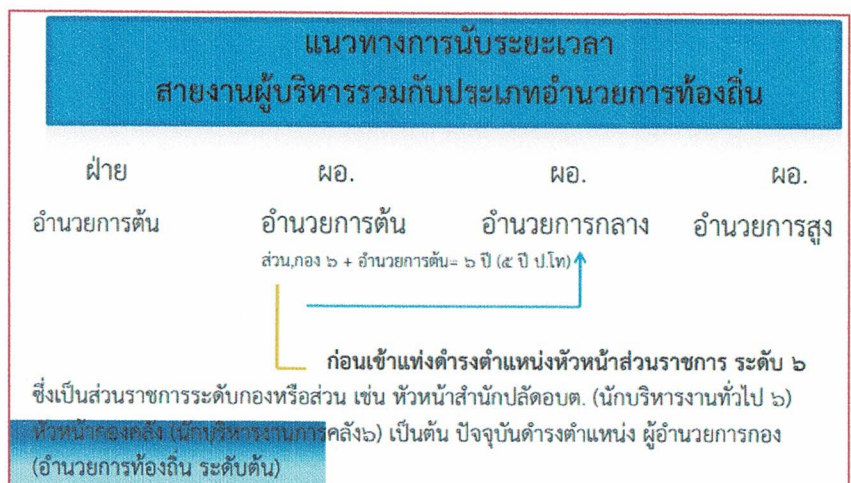 แนวทางการนับระยะเวลา
สายงานผู้บริหารรวมกับประเภทอำนวยการท้องถิ่น
ฝ่าย ผอ. ผอ. ผอ.
อำนวยการต้น อำนวยการต้น อำนวยการกลาง อำนวยการสูง
ส่วน,กอง ๖ + อำนวยการต้น= ๖ ปี (๕ ปี ป.โท)
ก่อนเข้าแท่งดำรงตำแหน่งหัวหน้าส่วนราชการ ระดับ ๖
ซึ่งเป็นส่วนราชการระดับกองหรือส่วน เช่น หัวหน้าสำนักปลัดอบต. (นักบริหารงานทั่วไป ๖)
หัวหน้ากองคลัง (นักบริหารงานการคลัง๖) เป็นต้น ปัจจุบันดำรงตำแหน่ง ผู้อำนวยการกอง
(อำนวยการท้องถิ่น ระดับต้น)